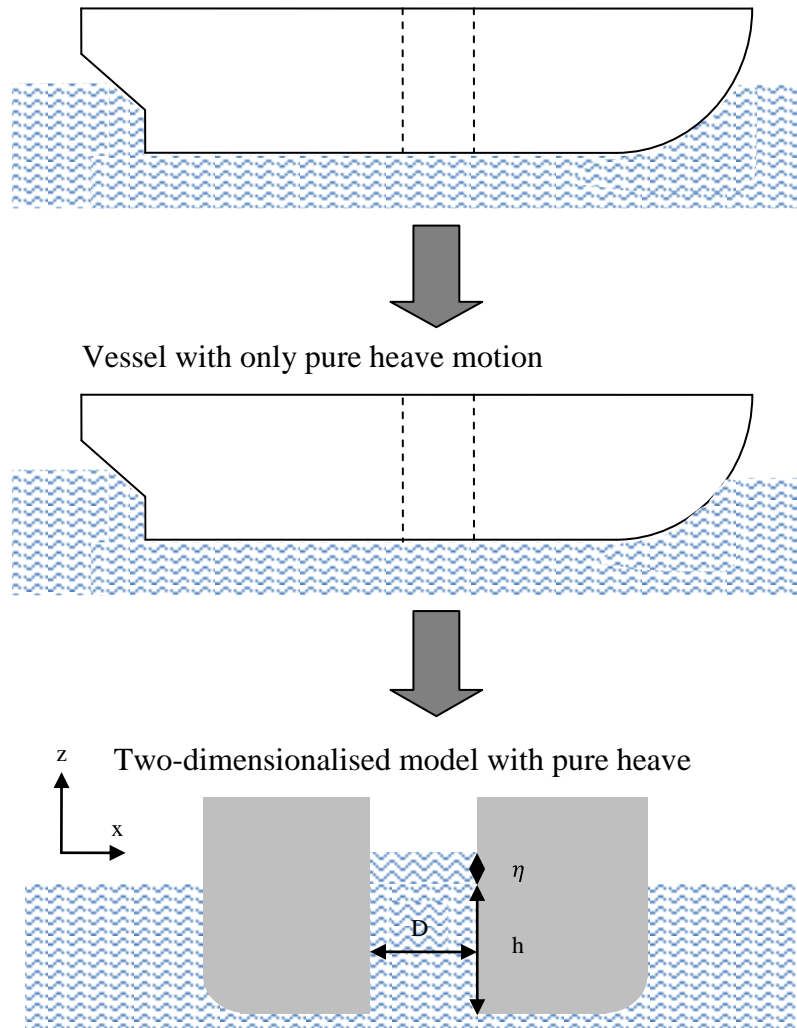 Vessel with only pure heave motion
Two-dimensionalised model with pure heave
z
x
η
D
h